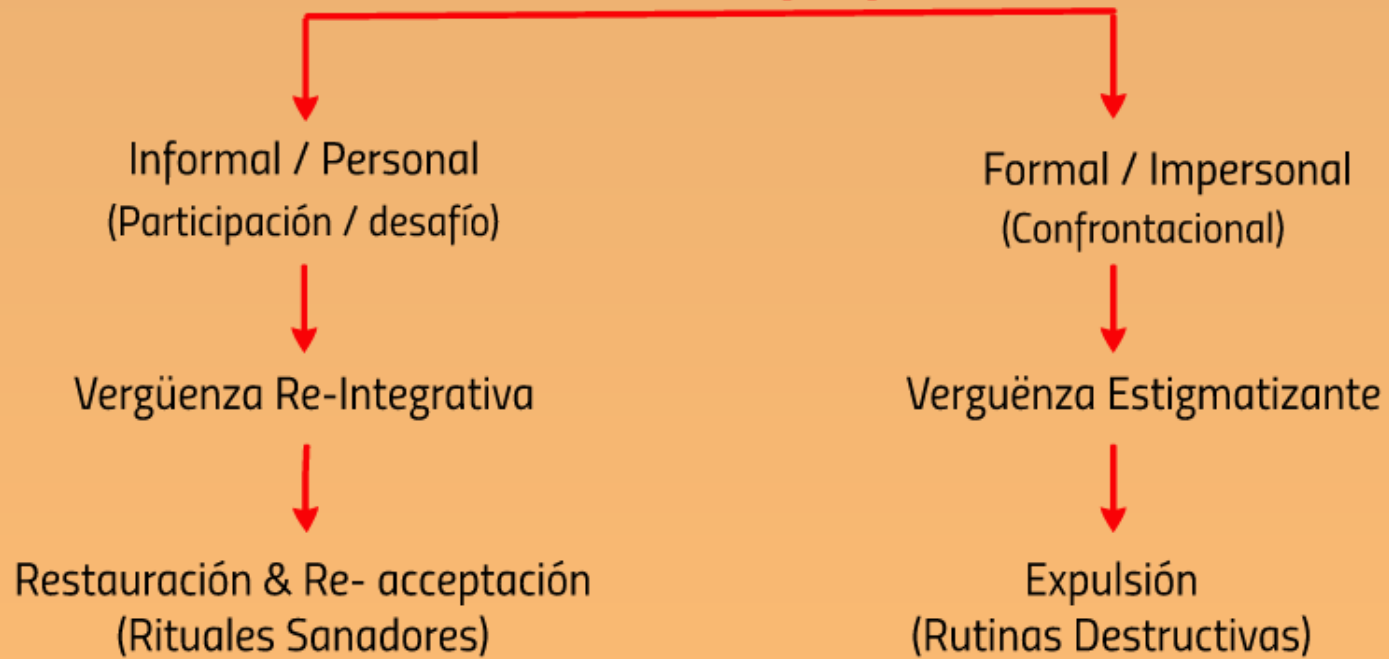 Informal / Personal
(Participación / desafío)
Formal / Impersonal
(Confrontacional)
Vergüenza Re-Integrativa
Verguënza Estigmatizante
Restauración & Re- acceptación
(Rituales Sanadores)
Expulsión
(Rutinas Destructivas)